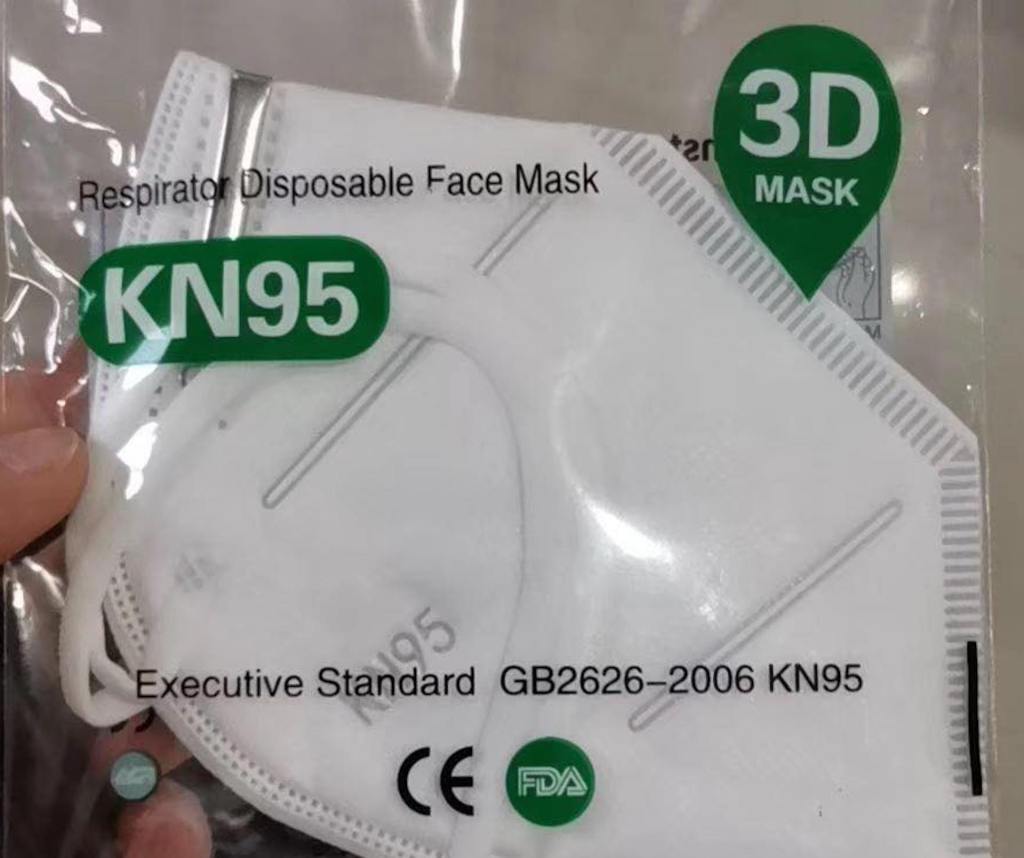 3D
MASK
Respirator Disposable Face Mask
KN95
KN95
Executive Standard GB2626-2006 KN95
CE
FDA